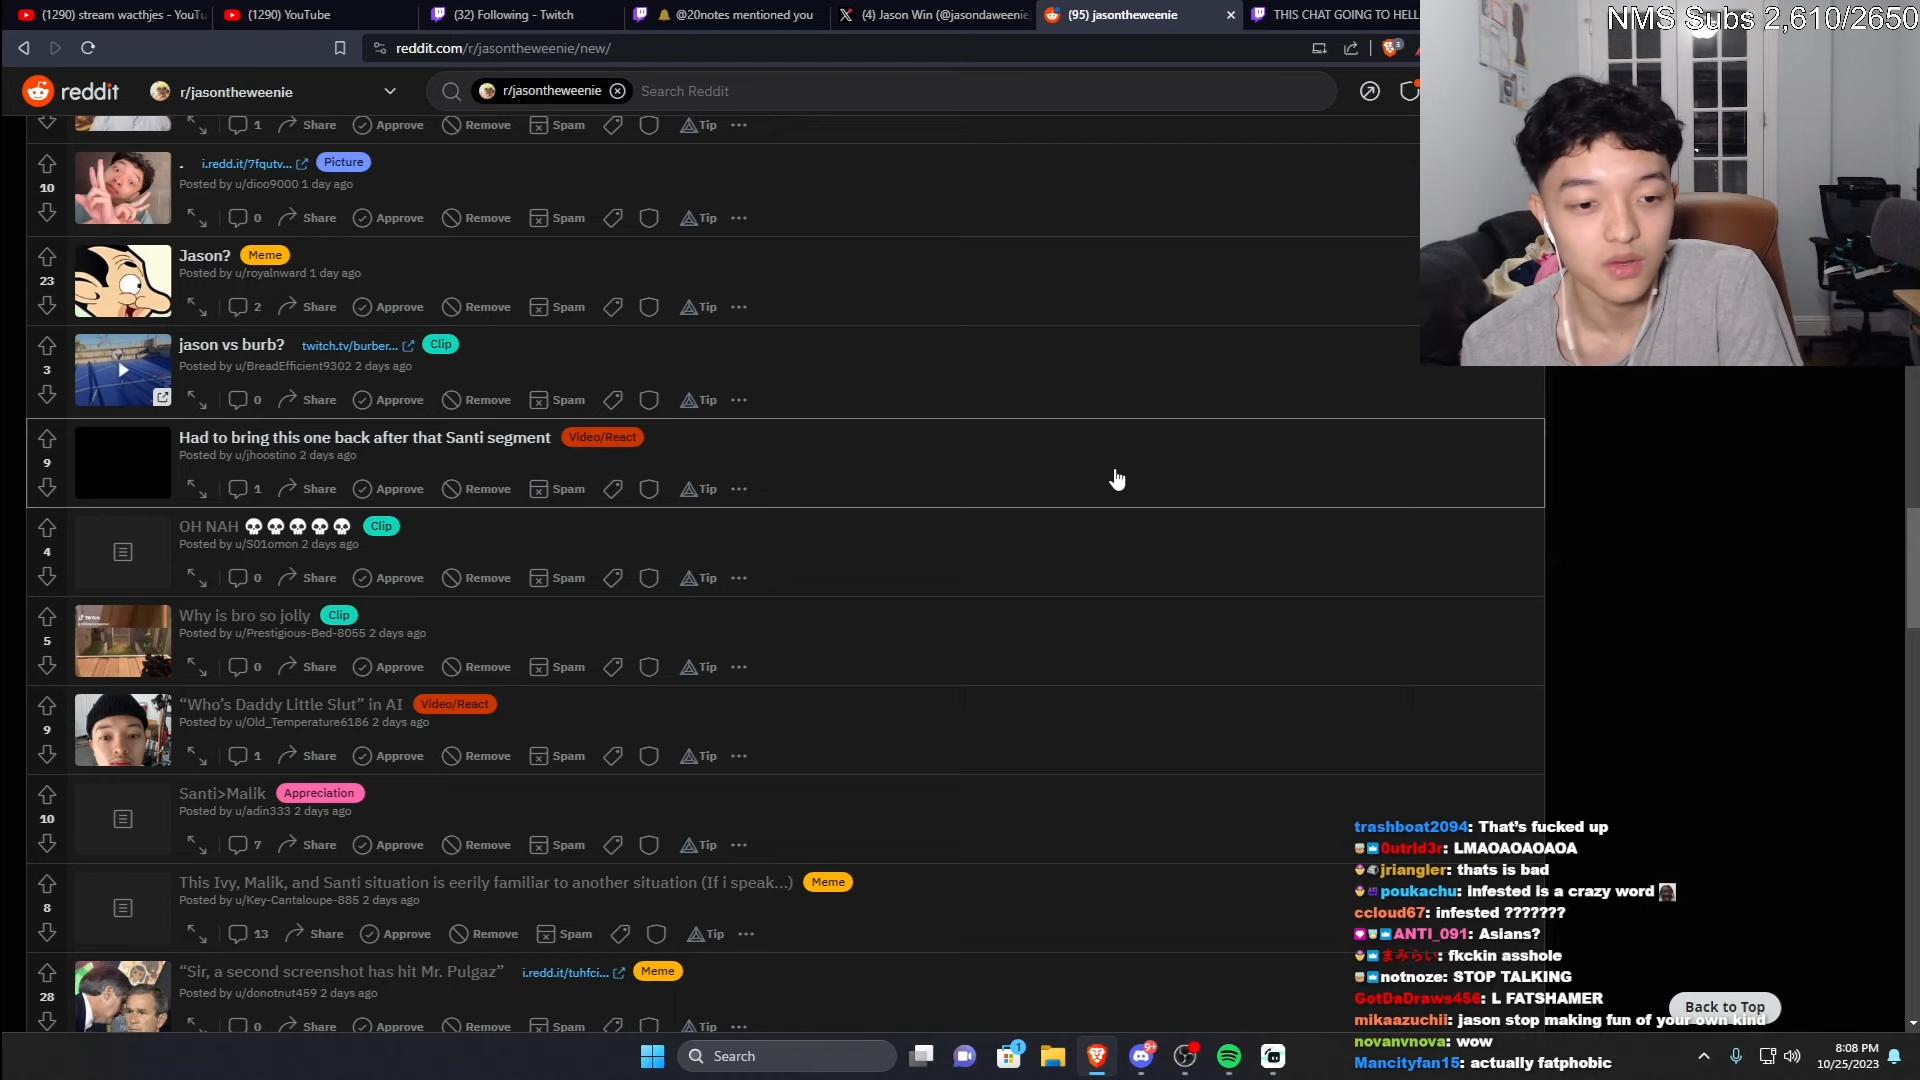 (1290) stream wacthjes - YouTu
(1290) YouTube
(32) Following - Twitch
@20notes mentioned you
(4) Jason Win (@jasondaweenie
(95) jasontheweenie
THIS CHAT GOING TO HELL
NMS Subs 2,610/2650
reddit.com/r/jasontheweenie/new/
3
reddit
r/jasontheweenie
r/jasontheweenie
Search Reddit
1 Share Approve Remove Spam Tip
. i.redd.it/7fqutv... Picture
Posted by u/dioo9000 1 day ago
10
0 Share Approve Remove Spam Tip
Jason? Meme
Posted by u/royalnward 1 day ago
23
2 Share Approve Remove Spam Tip
jason vs burb? twitch.tv/burber... Clip
Posted by u/BreadEfficient9302 2 days ago
3
0 Share Approve Remove Spam Tip
Had to bring this one back after that Santi segment Video/React
Posted by u/jhoostino 2 days ago
9
1 Share Approve Remove Spam Tip
OH NAH 💀💀💀💀💀 Clip
Posted by u/S01omon 2 days ago
4
0 Share Approve Remove Spam Tip
Why is bro so jolly Clip
Posted by u/Prestigious-Bed-8055 2 days ago
5
0 Share Approve Remove Spam Tip
“Who’s Daddy Little Slut” in AI Video/React
Posted by u/Old_Temperature6186 2 days ago
9
1 Share Approve Remove Spam Tip
Santi>Malik Appreciation
Posted by u/adin333 2 days ago
10
7 Share Approve Remove Spam Tip
This Ivy, Malik, and Santi situation is eerily familiar to another situation (If i speak...) Meme
Posted by u/Key-Cantaloupe-885 2 days ago
8
13 Share Approve Remove Spam Tip
“Sir, a second screenshot has hit Mr. Pulgaz” i.redd.it/tuhfci... Meme
Posted by u/donotnut459 2 days ago
28
0 Share Approve Remove Spam Tip
trashboat2094: That’s fucked up
0utrld3r: LMAOAOAOAOA
jriangler: thats is bad
poukachu: infested is a crazy word
ccloud67: infested ???????
ANTI_091: Asians?
まみらい: fkckin asshole
notnoze: STOP TALKING
GotDaDraws456: L FATSHAMER
mikaazuchii: jason stop making fun of your own kind
novanvnova: wow
Mancityfan15: actually fatphobic
Back to Top
Search
1
9+
8:08 PM
10/25/2023